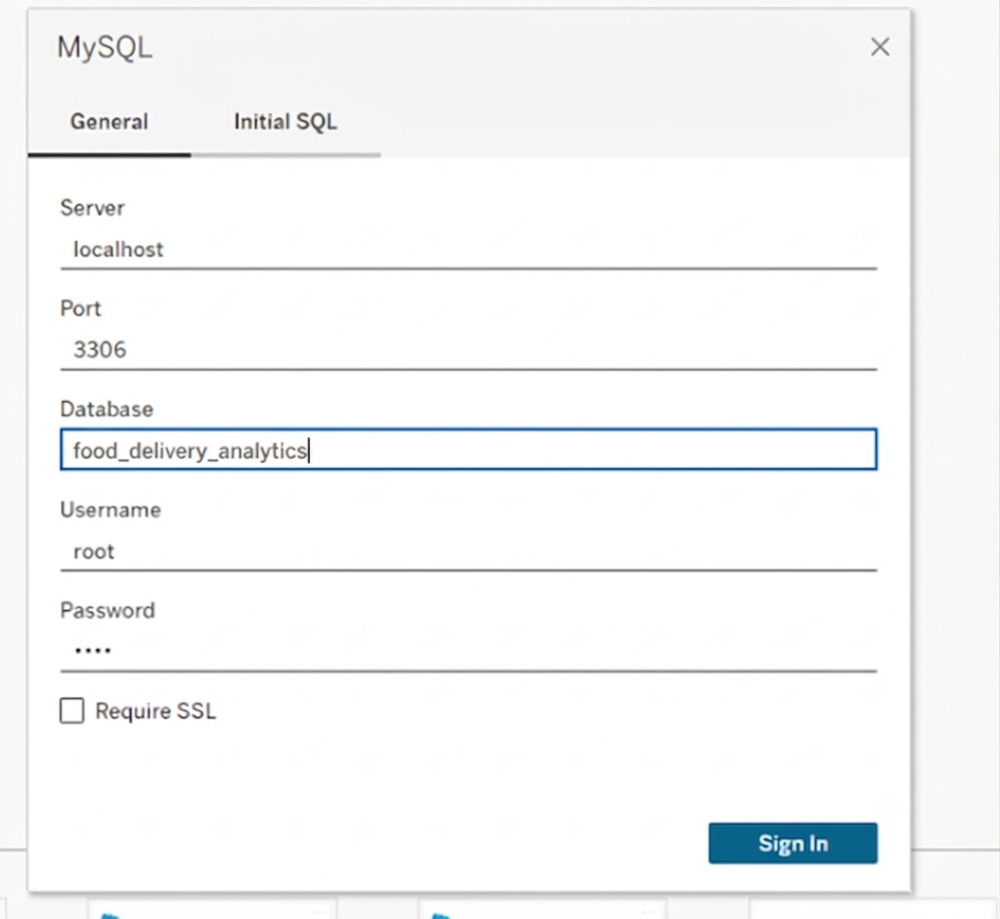 MySQL
General
Initial SQL
Server
localhost
Port
3306
Database
food_delivery_analytics
Username
root
Password
••••
Require SSL
Sign In